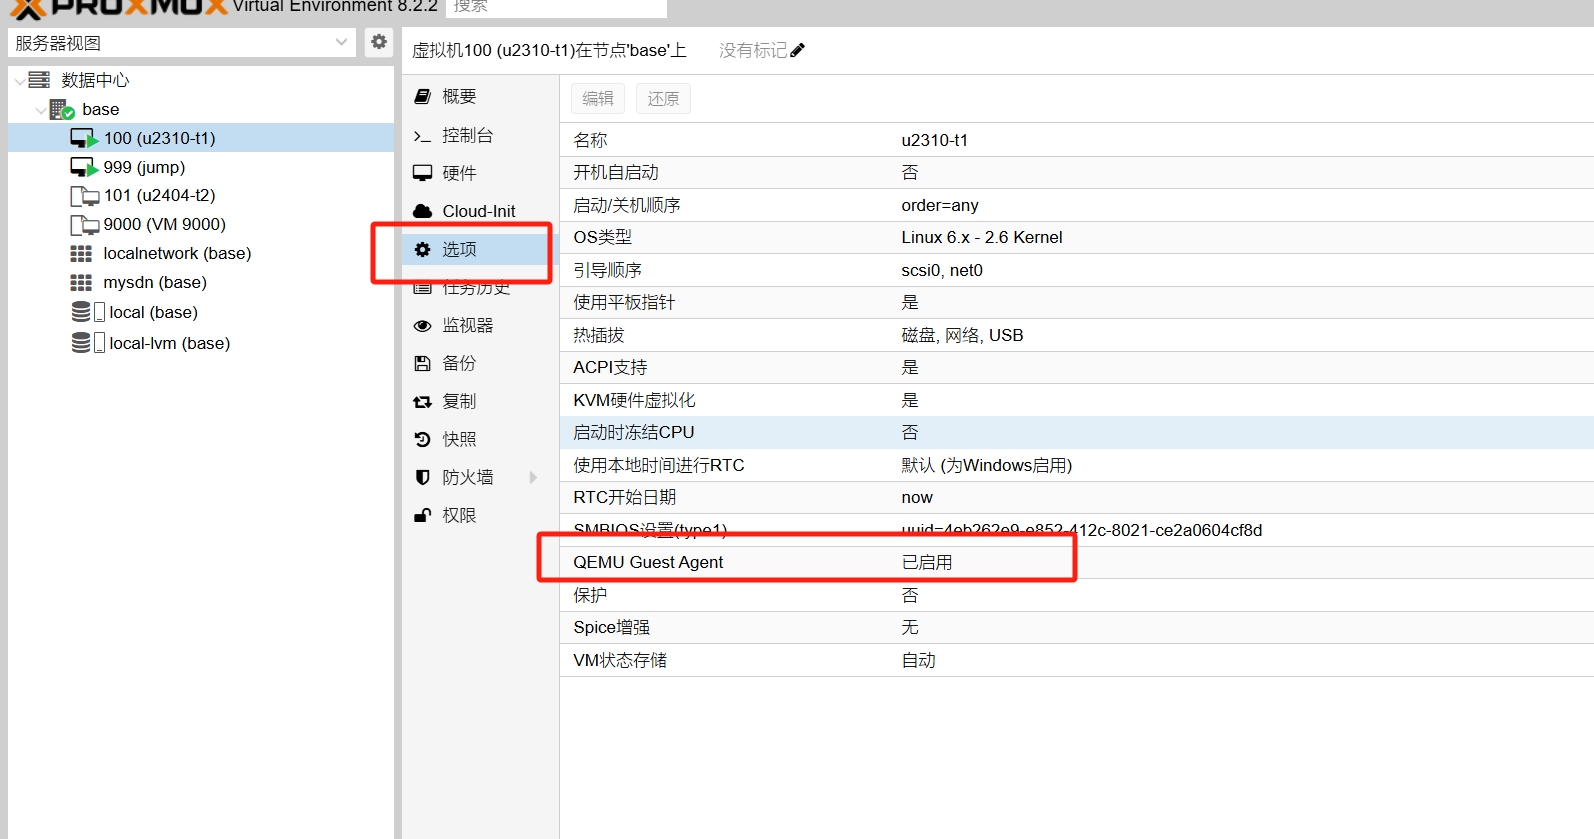 PROXMOX Virtual Environment 8.2.2 搜索
服务器视图
数据中心
base
100 (u2310-t1)
999 (jump)
101 (u2404-t2)
9000 (VM 9000)
localnetwork (base)
mysdn (base)
local (base)
local-lvm (base)
虚拟机100 (u2310-t1)在节点'base'上 没有标记
概要
控制台
硬件
Cloud-Init
选项
任务历史
监视器
备份
复制
快照
防火墙
权限
编辑 还原
名称 u2310-t1
开机自启动 否
启动/关机顺序 order=any
OS类型 Linux 6.x - 2.6 Kernel
引导顺序 scsi0, net0
使用平板指针 是
热插拔 磁盘, 网络, USB
ACPI支持 是
KVM硬件虚拟化 是
启动时冻结CPU 否
使用本地时间进行RTC 默认 (为Windows启用)
RTC开始日期 now
SMBIOS设置(type1) uuid=4eb262e9-e852-412c-8021-ce2a0604cf8d
QEMU Guest Agent 已启用
保护 否
Spice增强 无
VM状态存储 自动